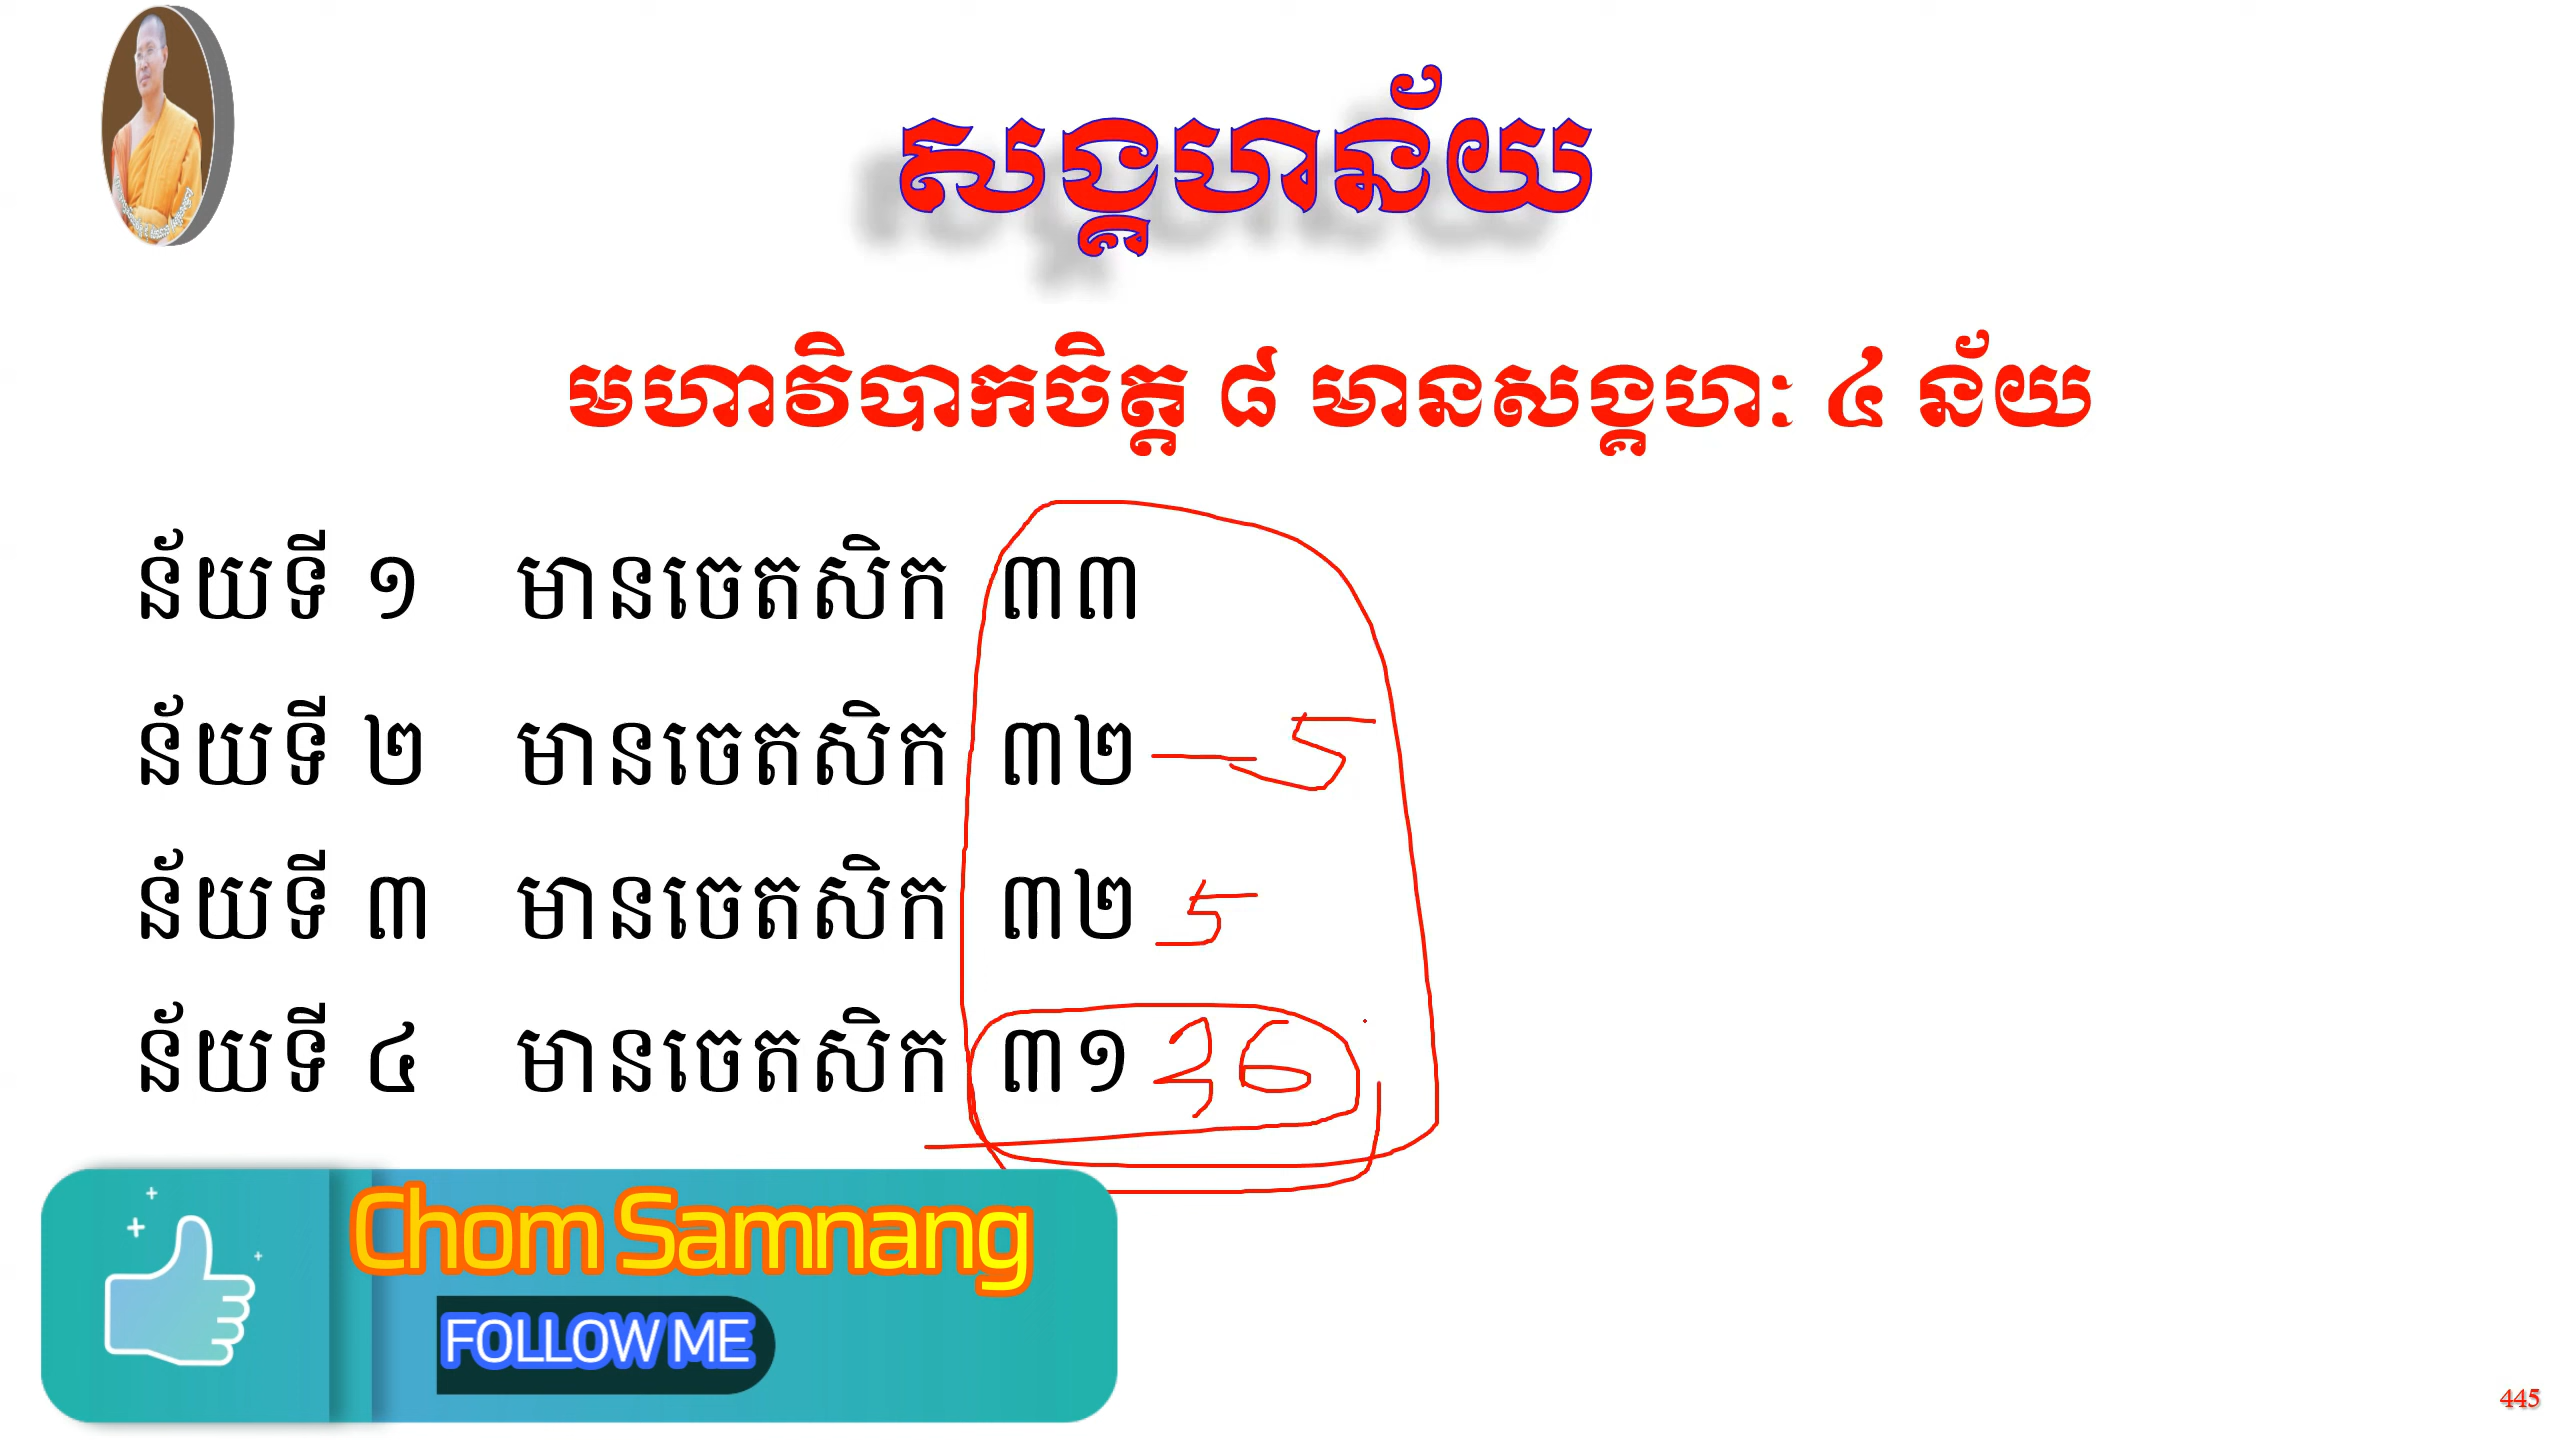 សង្គហន័យ
មហាវិបាកចិត្ត ៨ មានសង្គហៈ ៤ ន័យ
ន័យទី ១ មានចេតសិក ៣៣
ន័យទី ២ មានចេតសិក ៣២ — 5
ន័យទី ៣ មានចេតសិក ៣២ 5
ន័យទី ៤ មានចេតសិក ៣១
Chom Samnang
FOLLOW ME
445